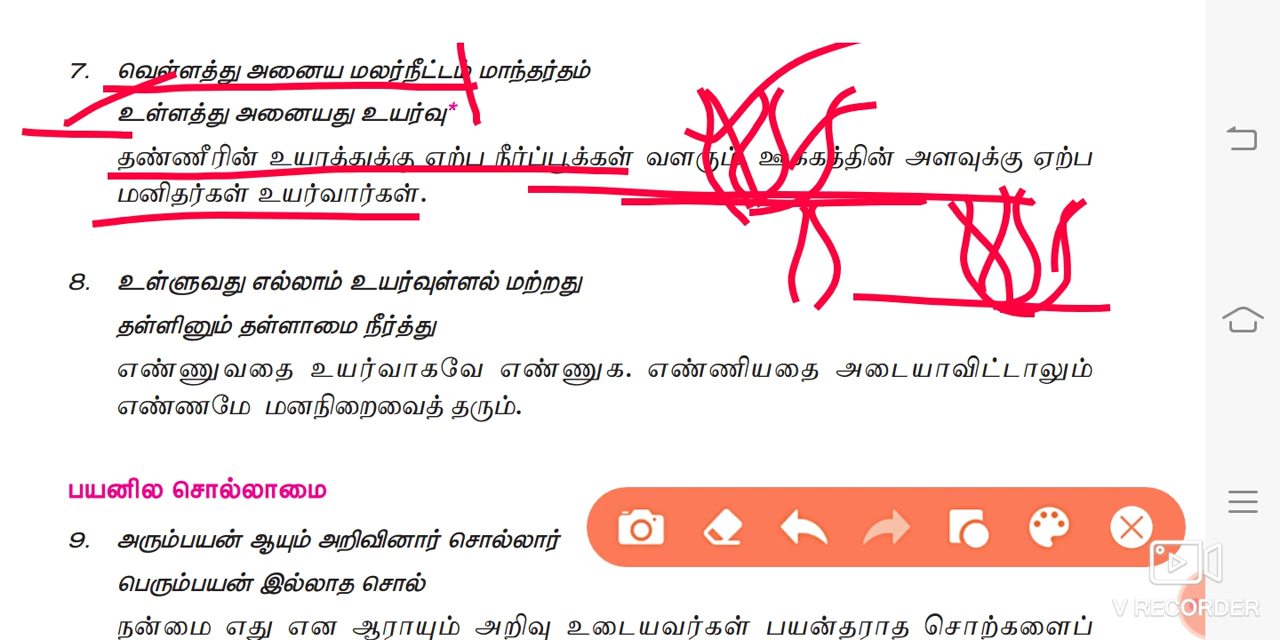 7. வெள்ளத்து அனைய மலர்நீட்டம் மாந்தர்தம்
உள்ளத்து அனையது உயர்வு*
தண்ணீரின் உயரத்துக்கு ஏற்ப நீர்ப்பூக்கள் வளரும் ஊக்கத்தின் அளவுக்கு ஏற்ப
மனிதர்கள் உயர்வார்கள்.
8. உள்ளுவது எல்லாம் உயர்வுள்ளல் மற்றது
தள்ளினும் தள்ளாமை நீர்த்து
எண்ணுவதை உயர்வாகவே எண்ணுக. எண்ணியதை அடையாவிட்டாலும்
எண்ணமே மனநிறைவைத் தரும்.
பயனில சொல்லாமை
9. அரும்பயன் ஆயும் அறிவினார் சொல்லார்
பெரும்பயன் இல்லாத சொல்
நன்மை எது என ஆராயும் அறிவு உடையவர்கள் பயன்தராத சொற்களைப்
V RECORDER